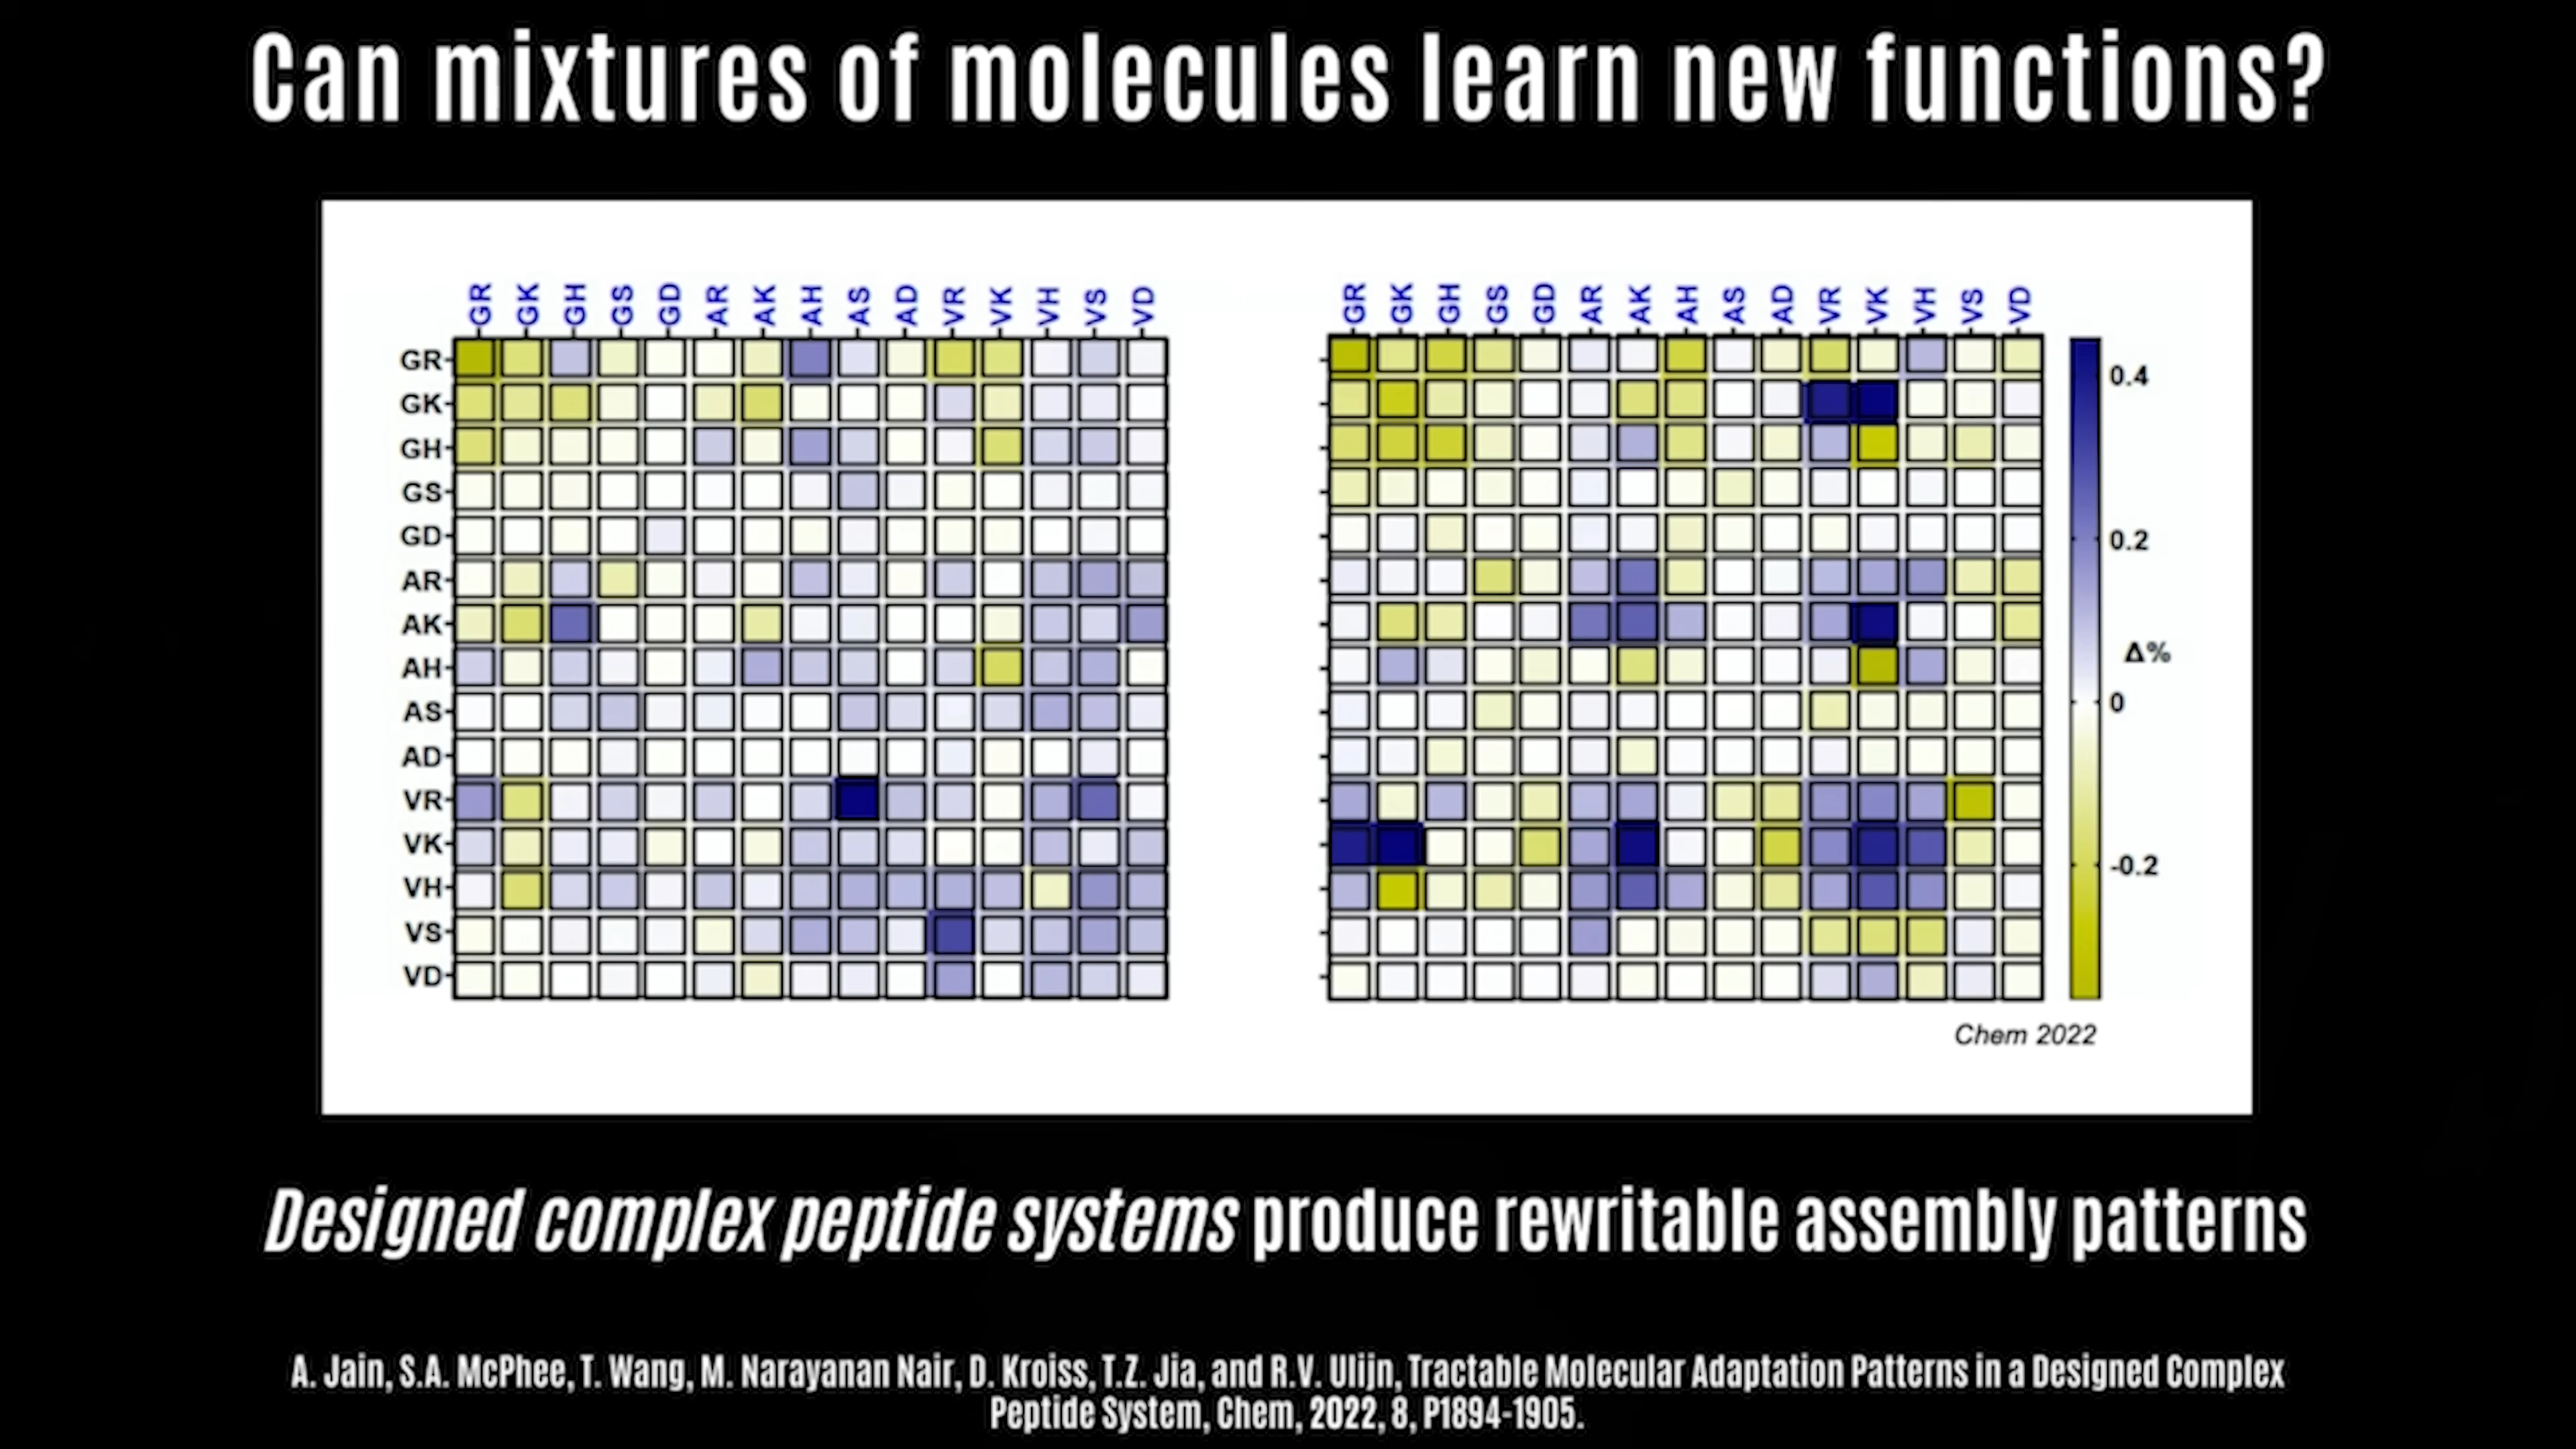 Can mixtures of molecules learn new functions?
GR GK GH GS GD AR AK AH AS AD VR VK VH VS VD
GR GK GH GS GD AR AK AH AS AD VR VK VH VS VD
GR
GK
GH
GS
GD
AR
AK
AH
AS
AD
VR
VK
VH
VS
VD
0.4
0.2
Δ%
0
-0.2
Chem 2022
Designed complex peptide systems produce rewritable assembly patterns
A. Jain, S.A. McPhee, T. Wang, M. Narayanan Nair, D. Kroiss, T.Z. Jia, and R.V. Ulijn, Tractable Molecular Adaptation Patterns in a Designed Complex
Peptide System, Chem, 2022, 8, P1894-1905.